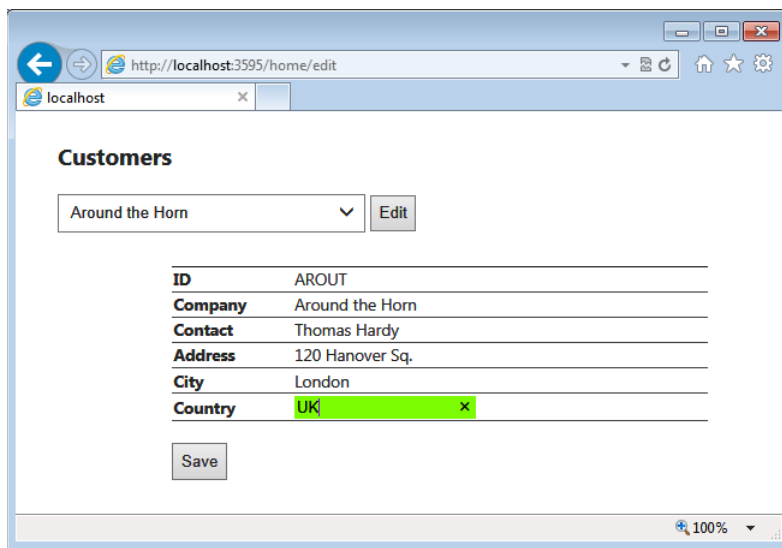 http://localhost:3595/home/edit
localhost
Customers
Around the Horn Edit
ID AROUT
Company Around the Horn
Contact Thomas Hardy
Address 120 Hanover Sq.
City London
Country UK
Save
100%